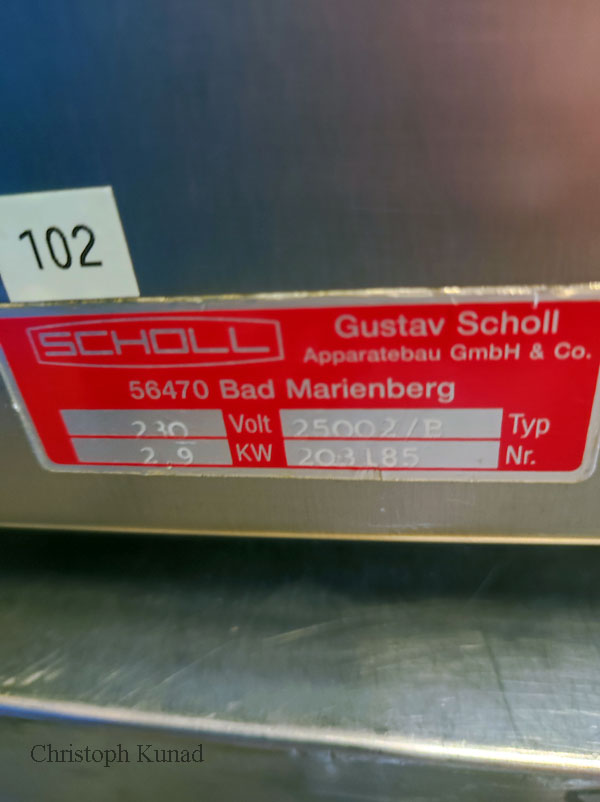 102
SCHOLL
Gustav Scholl
Apparatebau GmbH & Co.
56470 Bad Marienberg
230 Volt 25002/B Typ
2,9 KW 203185 Nr.
Christoph Kunad